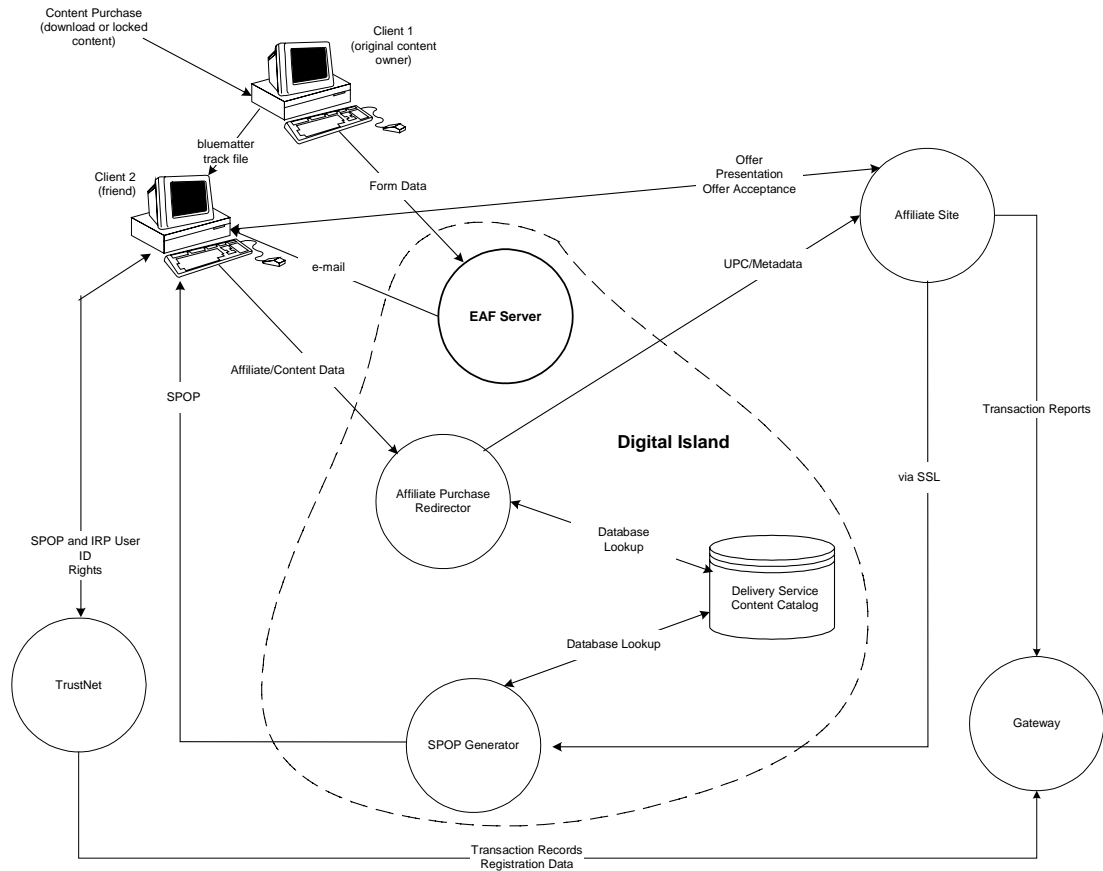 Content Purchase
(download or locked
content)
Client 1
(original content
owner)
bluematter
track file
Client 2
(friend)
Form Data
Offer
Presentation
Offer Acceptance
Affiliate Site
e-mail
UPC/Metadata
EAF Server
Affiliate/Content Data
SPOP
Transaction Reports
Digital Island
via SSL
Affiliate Purchase
Redirector
Database
Lookup
SPOP and IRP User
ID
Rights
Delivery Service
Content Catalog
Database Lookup
TrustNet
SPOP Generator
Gateway
Transaction Records
Registration Data